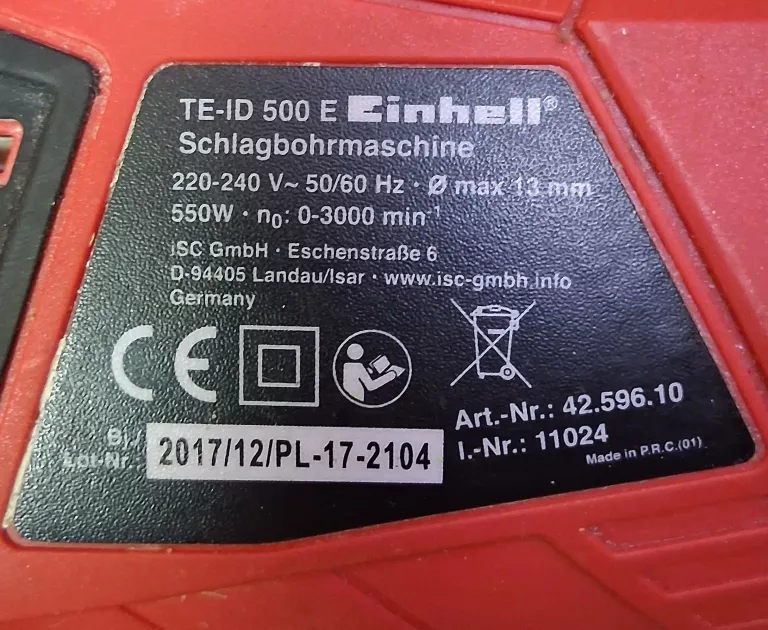 TE-ID 500 E Einhell®
Schlagbohrmaschine
220-240 V~ 50/60 Hz · Ø max 13 mm
550W · n₀: 0-3000 min⁻¹
iSC GmbH · Eschenstraße 6
D-94405 Landau/Isar · www.isc-gmbh.info
Germany
CE
Art.-Nr.: 42.596.10
I.-Nr.: 11024
Made in P.R.C.(01)
Lot-Nr.: 2017/12/PL-17-2104